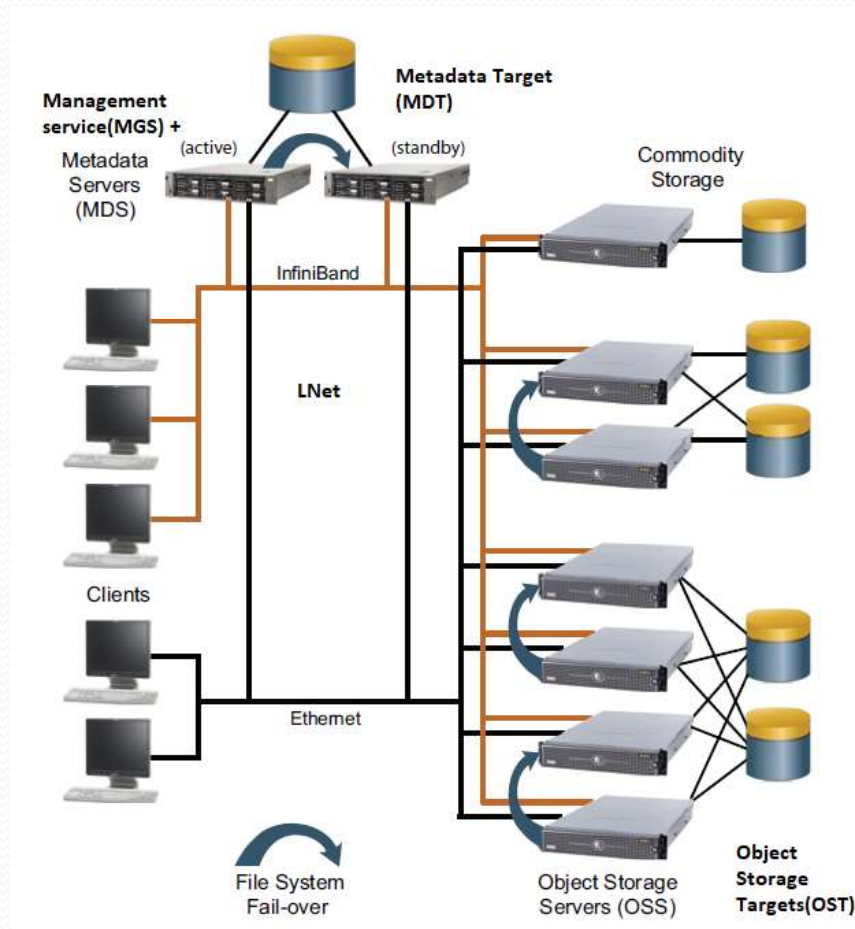 Metadata Target
(MDT)
Management
service(MGS) +
(active)
(standby)
Metadata
Servers
(MDS)
Commodity
Storage
InfiniBand
LNet
Clients
Ethernet
File System
Fail-over
Object Storage
Servers (OSS)
Object
Storage
Targets(OST)